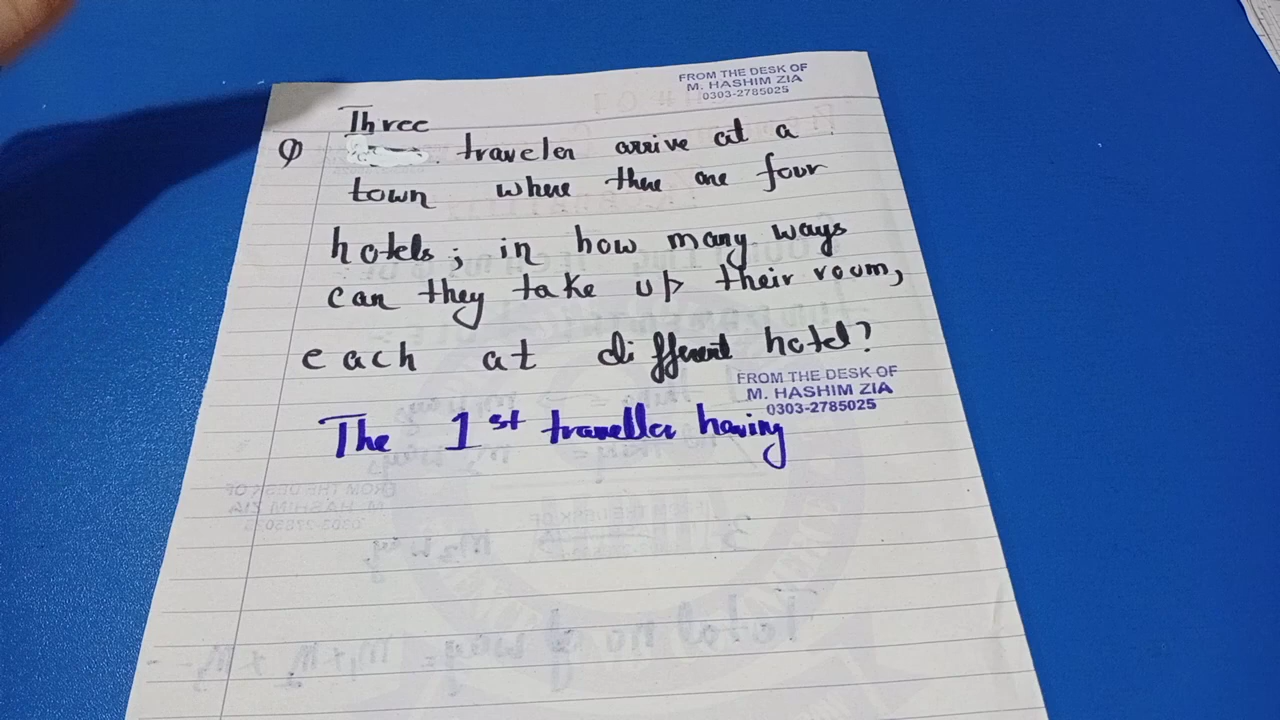 FROM THE DESK OF
M. HASHIM ZIA
0303-2785025
Three
Q traveler arrive at a
town where there are four
hotels; in how many ways
can they take up their room,
each at different hotel?
FROM THE DESK OF
M. HASHIM ZIA
0303-2785025
The 1st traveller having